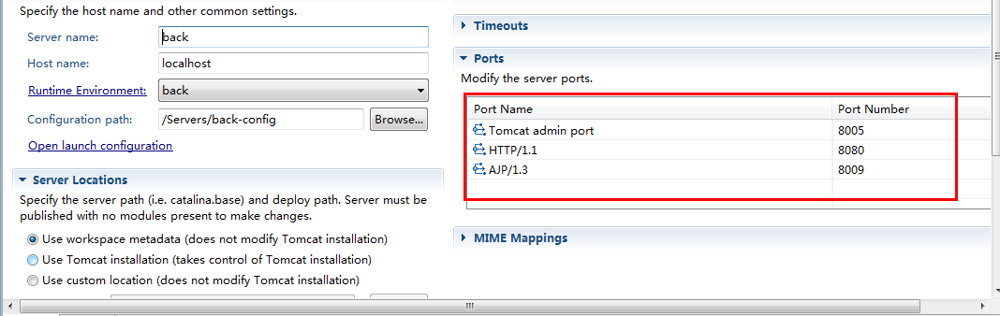 Specify the host name and other common settings.
Server name: back
Host name: localhost
Runtime Environment: back
Configuration path: /Servers/back-config Browse...
Open launch configuration
Server Locations
Specify the server path (i.e. catalina.base) and deploy path. Server must be
published with no modules present to make changes.
Use workspace metadata (does not modify Tomcat installation)
Use Tomcat installation (takes control of Tomcat installation)
Use custom location (does not modify Tomcat installation)
Timeouts
Ports
Modify the server ports.
Port Name Port Number
Tomcat admin port 8005
HTTP/1.1 8080
AJP/1.3 8009
MIME Mappings